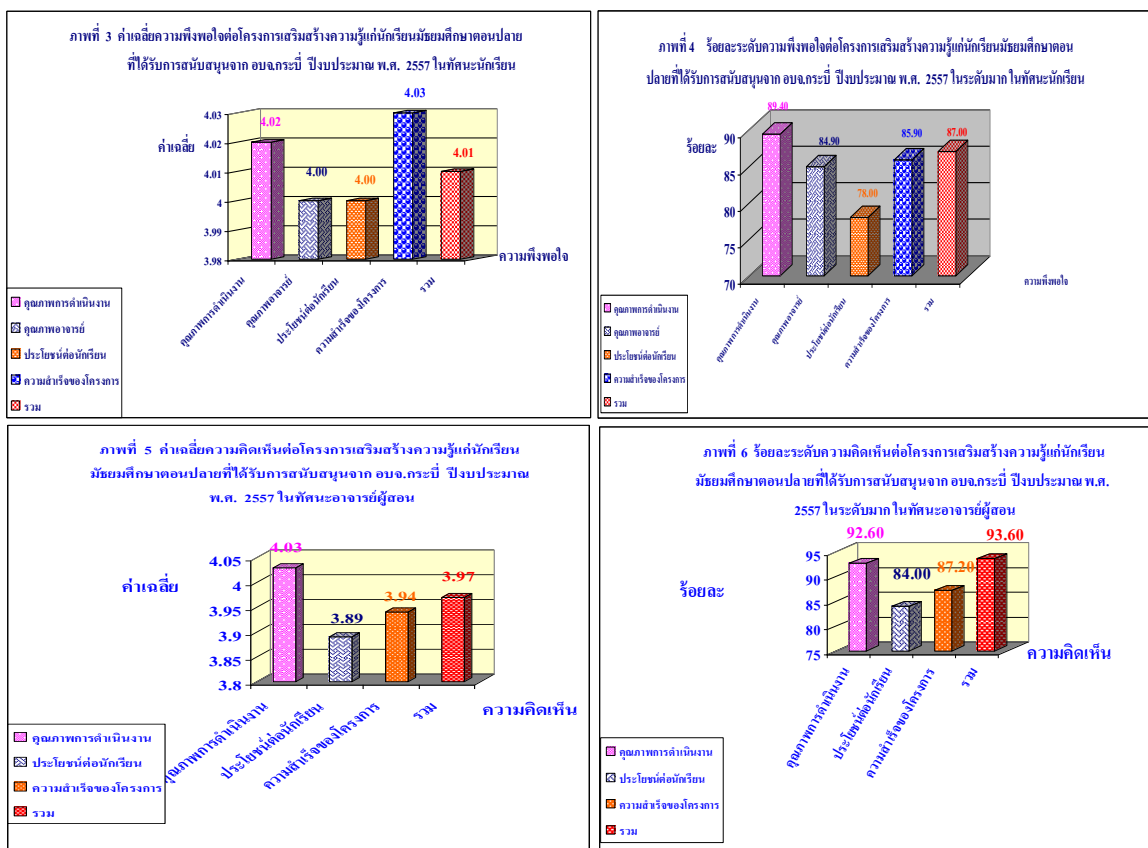 ภาพที่ 3 ค่าเฉลี่ยความพึงพอใจต่อโครงการเสริมสร้างความรู้แก่นักเรียนมัธยมศึกษาตอนปลาย
ที่ได้รับการสนับสนุนจาก อบจ.กระบี่ ปีงบประมาณ พ.ศ. 2557 ในทัศนะนักเรียน
4.03
4.03
ค่าเฉลี่ย
4.02
4.02
4.01
4.01
4.00
4.00
4
3.99
3.98
ความพึงพอใจ
คุณภาพการดำเนินงาน
คุณภาพอาจารย์
ประโยชน์ต่อนักเรียน
ความสำเร็จของโครงการ
รวม
คุณภาพการดำเนินงาน
คุณภาพอาจารย์
ประโยชน์ต่อนักเรียน
ความสำเร็จของโครงการ
รวม
ภาพที่ 4 ร้อยละระดับความพึงพอใจต่อโครงการเสริมสร้างความรู้แก่นักเรียนมัธยมศึกษาตอน
ปลายที่ได้รับการสนับสนุนจาก อบจ.กระบี่ ปีงบประมาณ พ.ศ. 2557 ในระดับมาก ในทัศนะนักเรียน
89.40
84.90
78.00
85.90
87.00
ร้อยละ
90
85
80
75
70
ความพึงพอใจ
คุณภาพการดำเนินงาน
คุณภาพอาจารย์
ประโยชน์ต่อนักเรียน
ความสำเร็จของโครงการ
รวม
คุณภาพการดำเนินงาน
คุณภาพอาจารย์
ประโยชน์ต่อนักเรียน
ความสำเร็จของโครงการ
รวม
ภาพที่ 5 ค่าเฉลี่ยความคิดเห็นต่อโครงการเสริมสร้างความรู้แก่นักเรียน
มัธยมศึกษาตอนปลายที่ได้รับการสนับสนุนจาก อบจ.กระบี่ ปีงบประมาณ
พ.ศ. 2557 ในทัศนะอาจารย์ผู้สอน
4.03
3.89
3.94
3.97
ค่าเฉลี่ย
4.05
4
3.95
3.9
3.85
3.8
ความคิดเห็น
คุณภาพการดำเนินงาน
ประโยชน์ต่อนักเรียน
ความสำเร็จของโครงการ
รวม
คุณภาพการดำเนินงาน
ประโยชน์ต่อนักเรียน
ความสำเร็จของโครงการ
รวม
ภาพที่ 6 ร้อยละระดับความคิดเห็นต่อโครงการเสริมสร้างความรู้แก่นักเรียน
มัธยมศึกษาตอนปลายที่ได้รับการสนับสนุนจาก อบจ.กระบี่ ปีงบประมาณ พ.ศ.
2557 ในระดับมาก ในทัศนะอาจารย์ผู้สอน
92.60
84.00
87.20
93.60
ร้อยละ
95
90
85
80
75
ความคิดเห็น
คุณภาพการดำเนินงาน
ประโยชน์ต่อนักเรียน
ความสำเร็จของโครงการ
รวม
คุณภาพการดำเนินงาน
ประโยชน์ต่อนักเรียน
ความสำเร็จของโครงการ
รวม